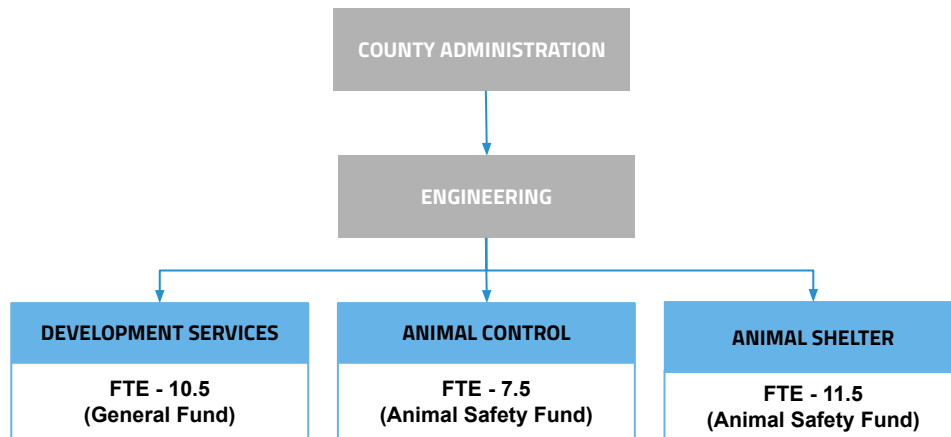 COUNTY ADMINISTRATION
ENGINEERING
DEVELOPMENT SERVICES
FTE - 10.5
(General Fund)
ANIMAL CONTROL
FTE - 7.5
(Animal Safety Fund)
ANIMAL SHELTER
FTE - 11.5
(Animal Safety Fund)